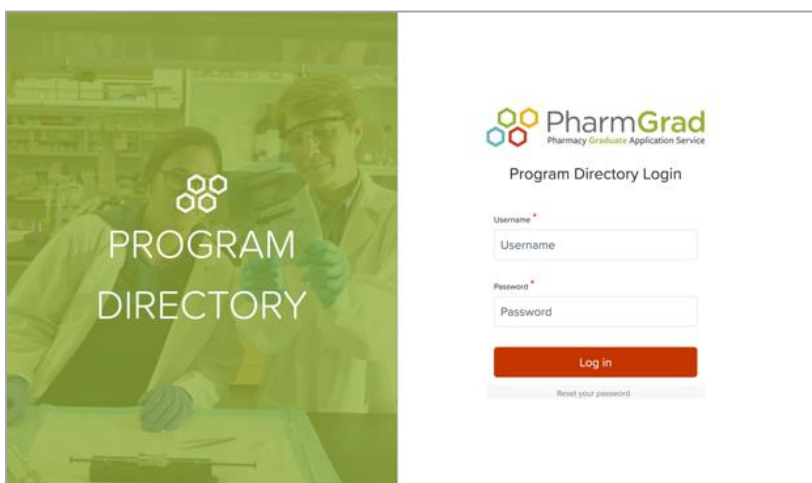 PROGRAM
DIRECTORY
PharmGrad
Pharmacy Graduate Application Service
Program Directory Login
Username *
Username
Password *
Password
Log in
Reset your password